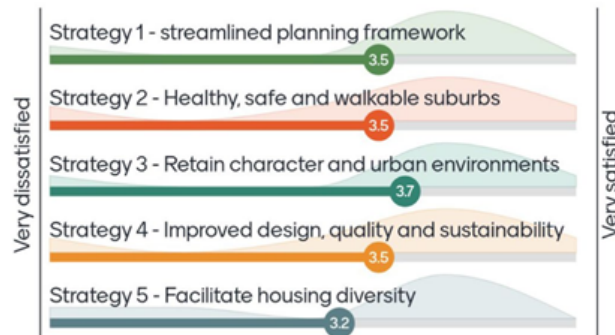 Very dissatisfied
Strategy 1 - streamlined planning framework
3.5
Strategy 2 - Healthy, safe and walkable suburbs
3.5
Strategy 3 - Retain character and urban environments
3.7
Strategy 4 - Improved design, quality and sustainability
3.5
Strategy 5 - Facilitate housing diversity
3.2
Very satisfied